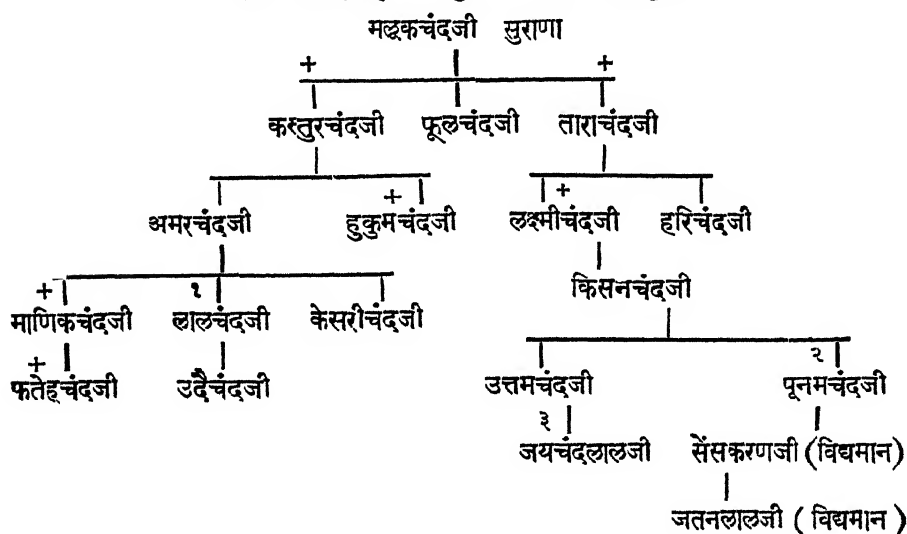 मलूकचंदजी सुराणा
+ +
कस्तुरचंदजी फूलचंदजी ताराचंदजी
+ +
अमरचंदजी हुकुमचंदजी लक्ष्मीचंदजी हरिचंदजी
किसनचंदजी
+ १
माणिकचंदजी लालचंदजी केसरीचंदजी
+ २
फतेहचंदजी उदैचंदजी उत्तमचंदजी पूनमचंदजी
३
जयचंदलालजी सेंसकरणजी (विद्यमान)
जतनलालजी ( विद्यमान )